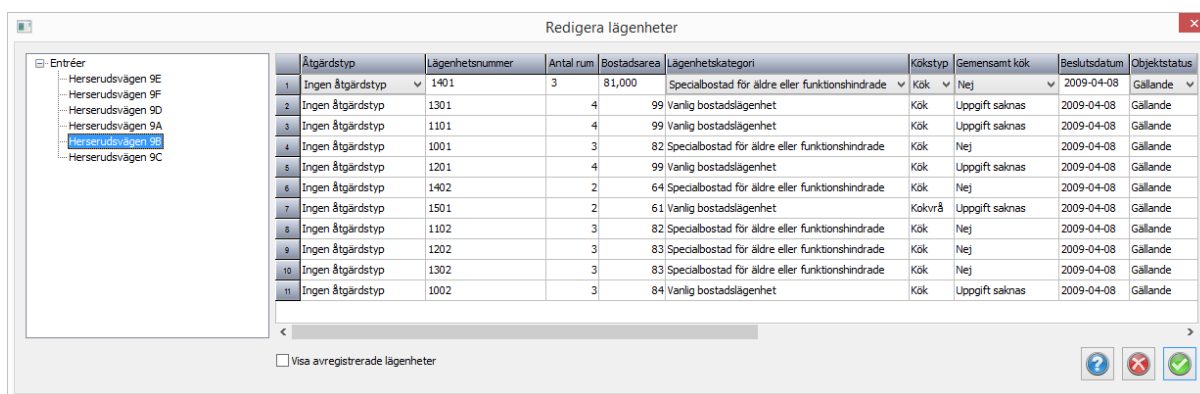 Redigera lägenheter
Entréer
Herserudsvägen 9E
Herserudsvägen 9F
Herserudsvägen 9D
Herserudsvägen 9A
Herserudsvägen 9B
Herserudsvägen 9C
Åtgärdstyp Lägenhetsnummer Antal rum Bostadsarea Lägenhetskategori Kökstyp Gemensamt kök Beslutsdatum Objektstatus
1 Ingen åtgärdstyp 1401 3 81,000 Specialbostad för äldre eller funktionshindrade Kök Nej 2009-04-08 Gällande
2 Ingen åtgärdstyp 1301 4 99 Vanlig bostadslägenhet Kök Uppgift saknas 2009-04-08 Gällande
3 Ingen åtgärdstyp 1101 4 99 Vanlig bostadslägenhet Kök Uppgift saknas 2009-04-08 Gällande
4 Ingen åtgärdstyp 1001 3 82 Specialbostad för äldre eller funktionshindrade Kök Nej 2009-04-08 Gällande
5 Ingen åtgärdstyp 1201 4 99 Vanlig bostadslägenhet Kök Uppgift saknas 2009-04-08 Gällande
6 Ingen åtgärdstyp 1402 2 64 Specialbostad för äldre eller funktionshindrade Kök Nej 2009-04-08 Gällande
7 Ingen åtgärdstyp 1501 2 61 Vanlig bostadslägenhet Kokvrå Uppgift saknas 2009-04-08 Gällande
8 Ingen åtgärdstyp 1102 3 82 Specialbostad för äldre eller funktionshindrade Kök Nej 2009-04-08 Gällande
9 Ingen åtgärdstyp 1202 3 83 Specialbostad för äldre eller funktionshindrade Kök Nej 2009-04-08 Gällande
10 Ingen åtgärdstyp 1302 3 83 Specialbostad för äldre eller funktionshindrade Kök Nej 2009-04-08 Gällande
11 Ingen åtgärdstyp 1002 3 84 Vanlig bostadslägenhet Kök Uppgift saknas 2009-04-08 Gällande
Visa avregistrerade lägenheter